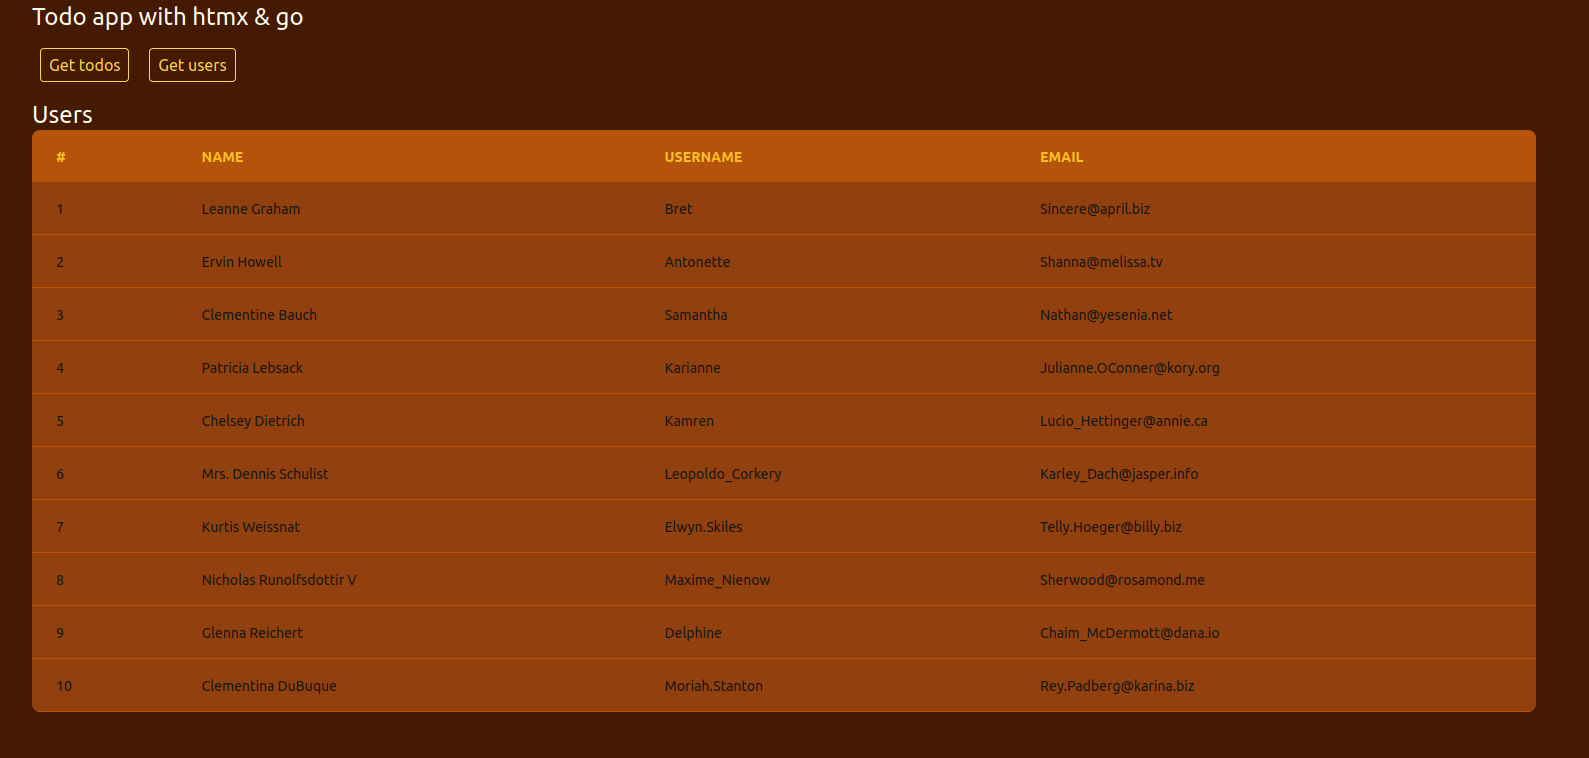 Todo app with htmx & go
Get todos Get users
Users
# NAME USERNAME EMAIL
1 Leanne Graham Bret Sincere@april.biz
2 Ervin Howell Antonette Shanna@melissa.tv
3 Clementine Bauch Samantha Nathan@yesenia.net
4 Patricia Lebsack Karianne Julianne.OConner@kory.org
5 Chelsey Dietrich Kamren Lucio_Hettinger@annie.ca
6 Mrs. Dennis Schulist Leopoldo_Corkery Karley_Dach@jasper.info
7 Kurtis Weissnat Elwyn.Skiles Telly.Hoeger@billy.biz
8 Nicholas Runolfsdottir V Maxime_Nienow Sherwood@rosamond.me
9 Glenna Reichert Delphine Chaim_McDermott@dana.io
10 Clementina DuBuque Moriah.Stanton Rey.Padberg@karina.biz